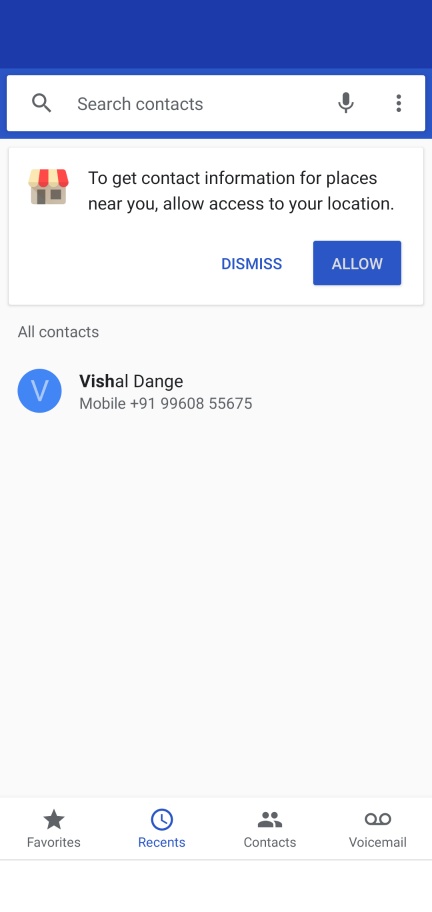 Search contacts
To get contact information for places
near you, allow access to your location.
DISMISS
ALLOW
All contacts
V
Vishal Dange
Mobile +91 99608 55675
Favorites
Recents
Contacts
Voicemail